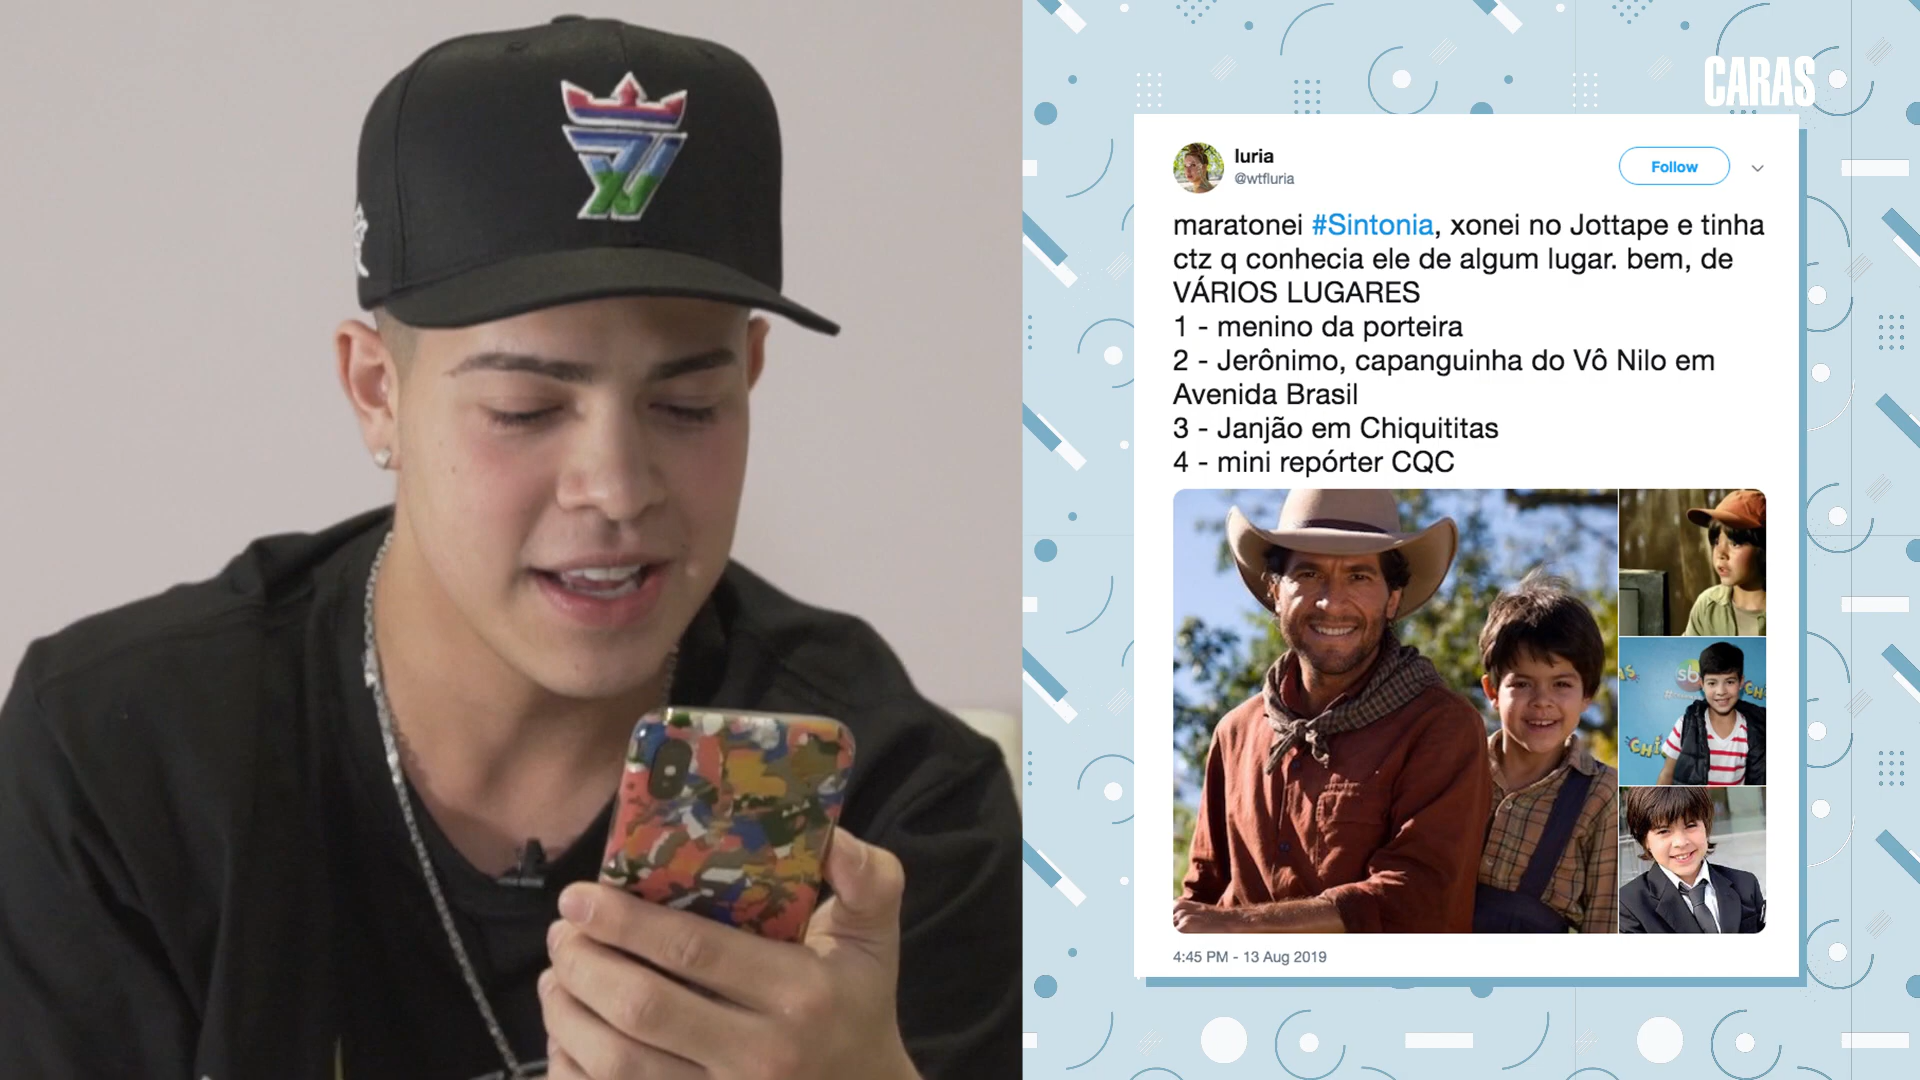 CARAS
luria
@wtfluria
Follow
maratonei #Sintonia, xonei no Jottape e tinha
ctz q conhecia ele de algum lugar. bem, de
VÁRIOS LUGARES
1 - menino da porteira
2 - Jerônimo, capanguinha do Vô Nilo em
Avenida Brasil
3 - Janjão em Chiquititas
4 - mini repórter CQC
4:45 PM - 13 Aug 2019